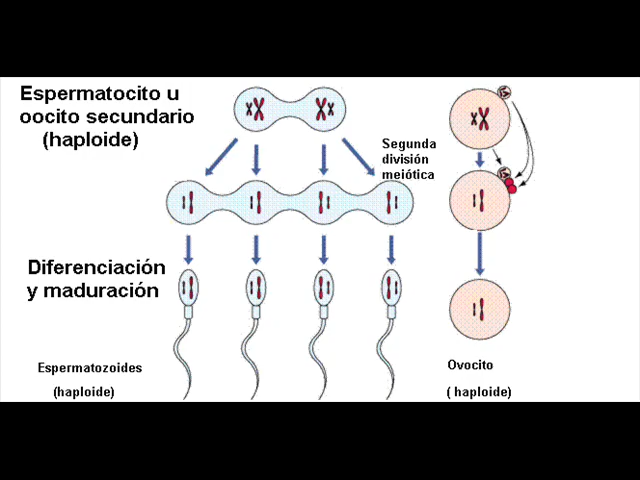 Espermatocito u
oocito secundario
(haploide)
Segunda
división
meiótica
Diferenciación
y maduración
Espermatozoides
(haploide)
Ovocito
( haploide)